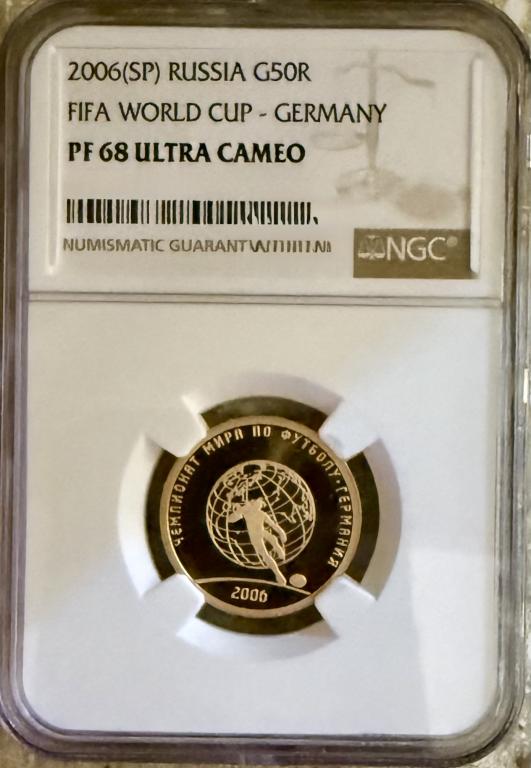 2006(SP) RUSSIA G50R
FIFA WORLD CUP - GERMANY
PF 68 ULTRA CAMEO
NUMISMATIC
NGC®
ЧЕМПИОНАТ МИРА ПО ФУТБОЛУ·ГЕРМАНИЯ
2006